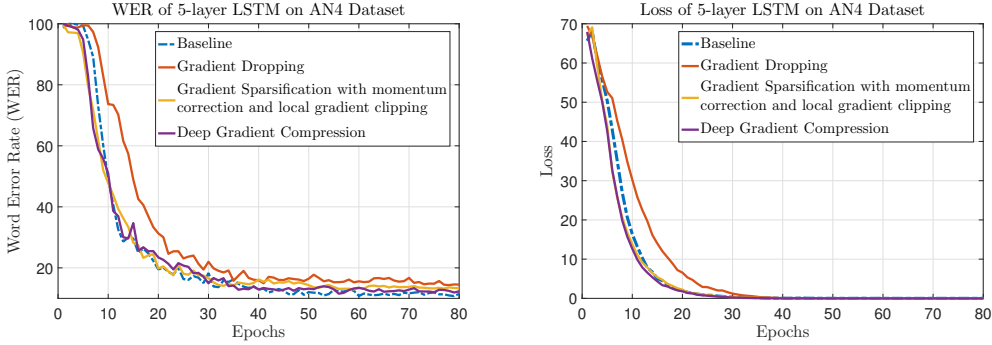 WER of 5-layer LSTM on AN4 Dataset
Word Error Rate (WER)
100
80
100
40
20
0
10
20
30
40
50
60
70
80
Epochs
Baseline
Gradient Dropping
Gradient Sparsification with momentum
correction and local gradient clipping
Deep Gradient Compression
Loss of 5-layer LSTM on AN4 Dataset
Loss
70
60
50
40
30
20
10
0
0
10
20
30
40
50
60
70
80
Epochs
Baseline
Gradient Dropping
Gradient Sparsification with momentum
correction and local gradient clipping
Deep Gradient Compression